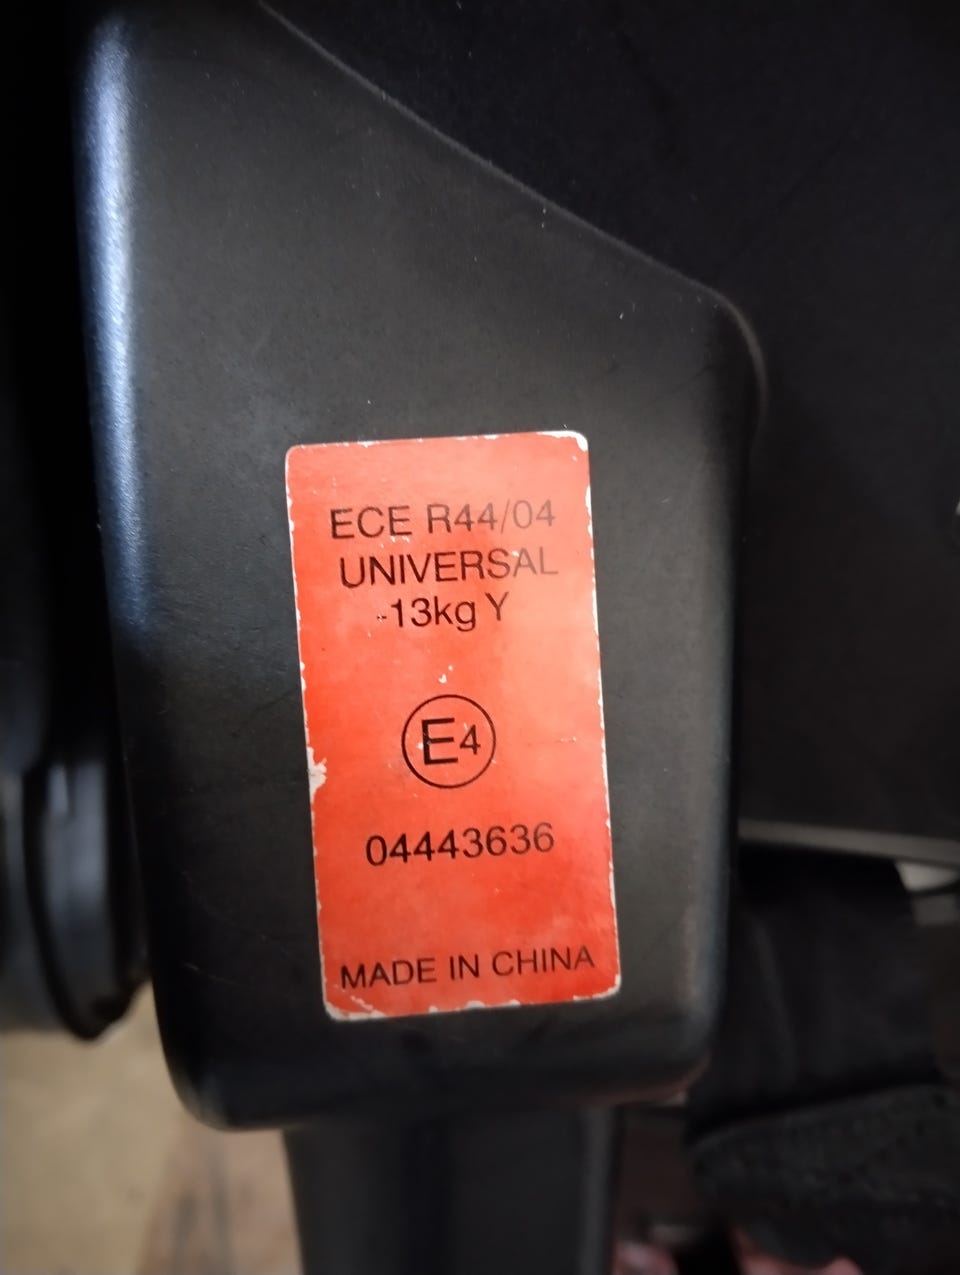 ECE R44/04
UNIVERSAL
-13kg Y
E4
04443636
MADE IN CHINA